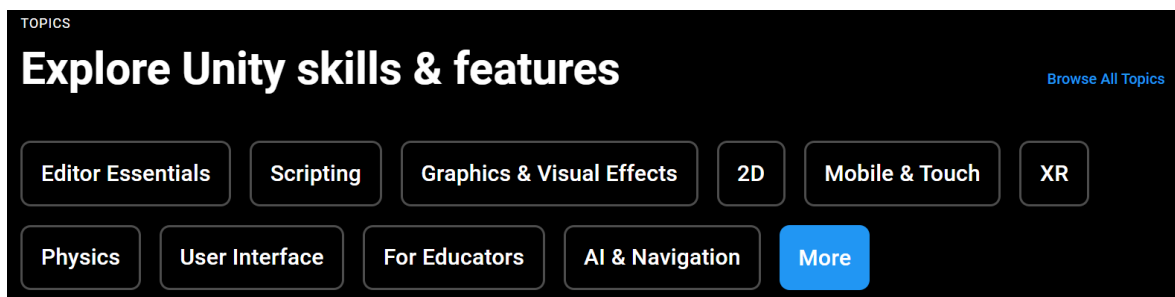 TOPICS
Explore Unity skills & features
Browse All Topics
Editor Essentials Scripting Graphics & Visual Effects 2D Mobile & Touch XR
Physics User Interface For Educators AI & Navigation More